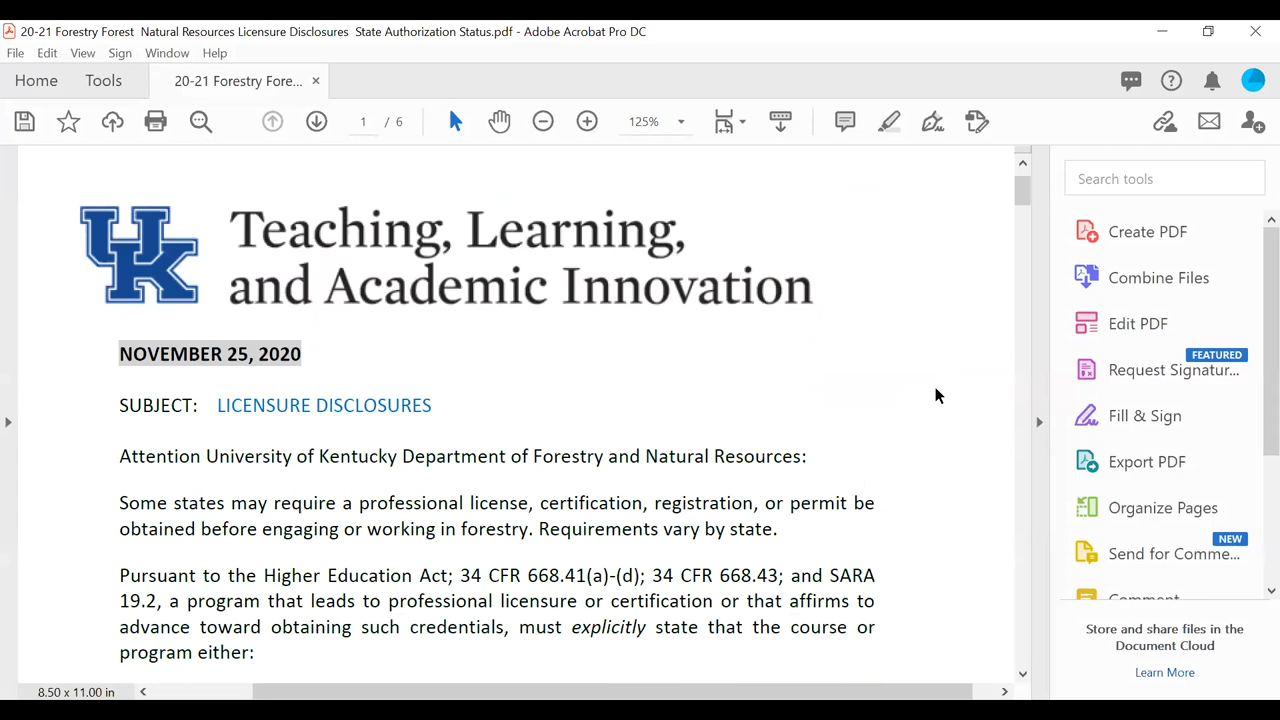 20-21 Forestry Forest Natural Resources Licensure Disclosures State Authorization Status.pdf - Adobe Acrobat Pro DC
File Edit View Sign Window Help
Home Tools 20-21 Forestry Fore... ×
1 / 6 125%
Search tools
UK Teaching, Learning,
and Academic Innovation
NOVEMBER 25, 2020
SUBJECT: LICENSURE DISCLOSURES
Attention University of Kentucky Department of Forestry and Natural Resources:
Some states may require a professional license, certification, registration, or permit be
obtained before engaging or working in forestry. Requirements vary by state.
Pursuant to the Higher Education Act; 34 CFR 668.41(a)-(d); 34 CFR 668.43; and SARA
19.2, a program that leads to professional licensure or certification or that affirms to
advance toward obtaining such credentials, must explicitly state that the course or
program either:
8.50 x 11.00 in
Create PDF
Combine Files
Edit PDF
FEATURED
Request Signatur...
Fill & Sign
Export PDF
Organize Pages
NEW
Send for Comme...
Comment
Store and share files in the
Document Cloud
Learn More